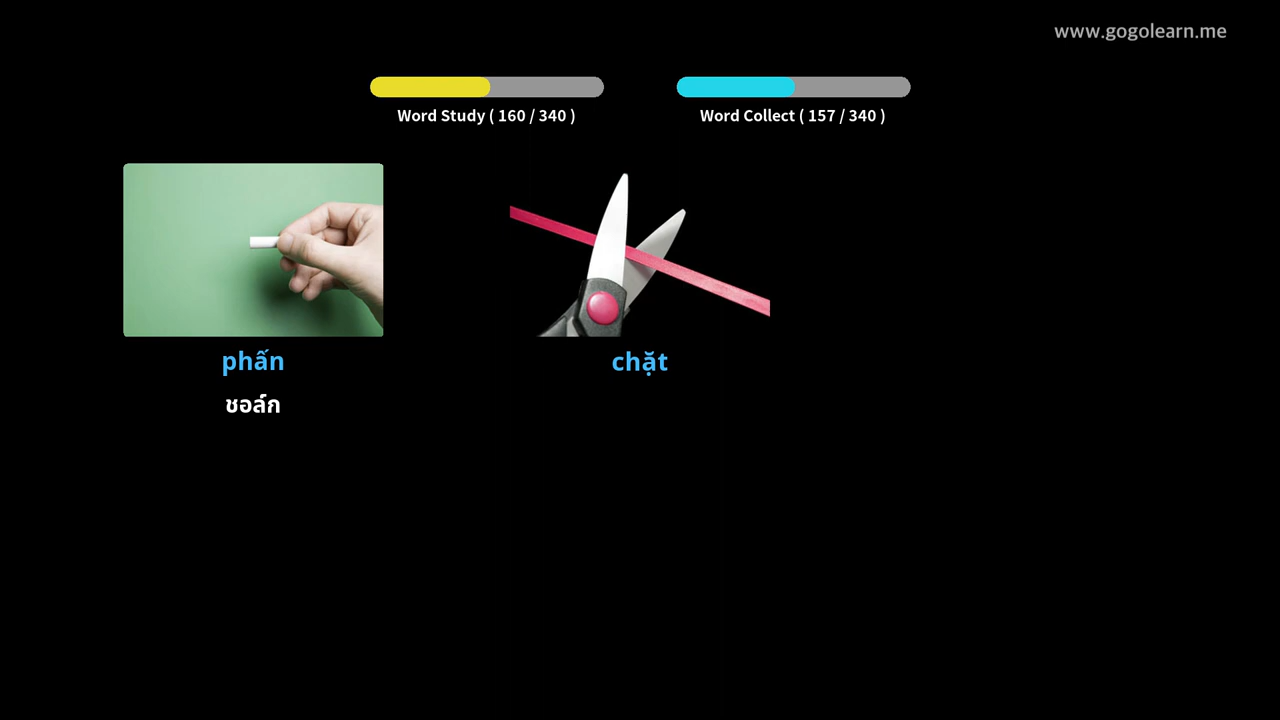 www.gogolearn.me
Word Study ( 160 / 340 )
Word Collect ( 157 / 340 )
phấn
chặt
ชอล์ก